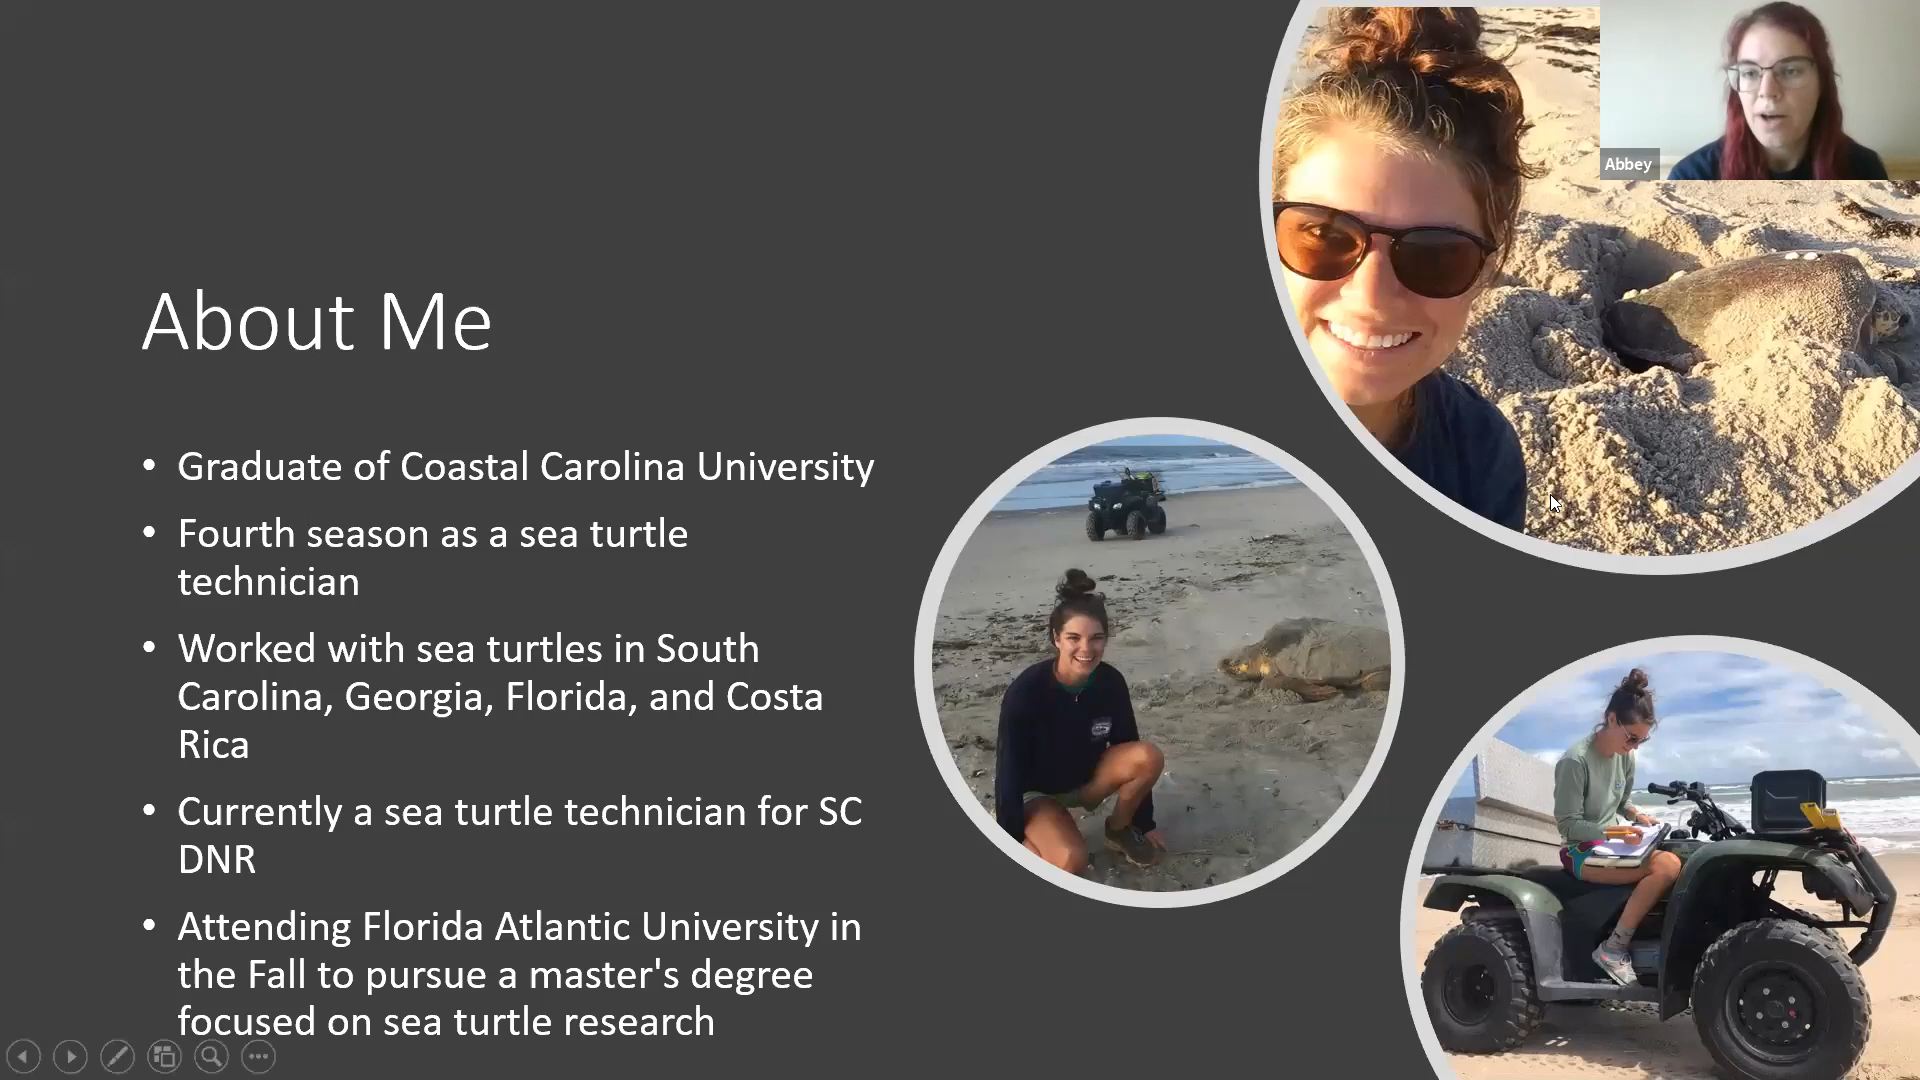 Abbey
About Me
• Graduate of Coastal Carolina University
• Fourth season as a sea turtle
technician
• Worked with sea turtles in South
Carolina, Georgia, Florida, and Costa
Rica
• Currently a sea turtle technician for SC
DNR
• Attending Florida Atlantic University in
the Fall to pursue a master's degree
focused on sea turtle research